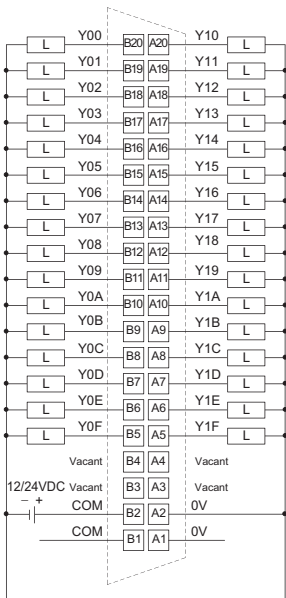 L Y00 B20 A20 Y10 L
L Y01 B19 A19 Y11 L
L Y02 B18 A18 Y12 L
L Y03 B17 A17 Y13 L
L Y04 B16 A16 Y14 L
L Y05 B15 A15 Y15 L
L Y06 B14 A14 Y16 L
L Y07 B13 A13 Y17 L
L Y08 B12 A12 Y18 L
L Y09 B11 A11 Y19 L
L Y0A B10 A10 Y1A L
L Y0B B9 A9 Y1B L
L Y0C B8 A8 Y1C L
L Y0D B7 A7 Y1D L
L Y0E B6 A6 Y1E L
L Y0F B5 A5 Y1F L
Vacant B4 A4 Vacant
12/24VDC Vacant B3 A3 Vacant
− + COM B2 A2 0V
COM B1 A1 0V